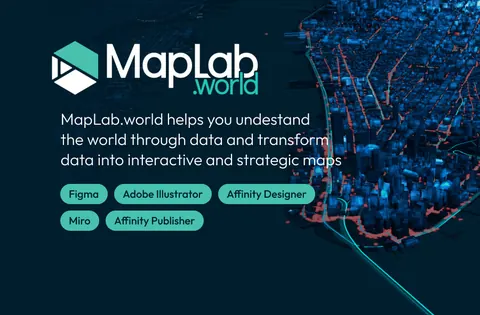 MapLab
.world
MapLab.world helps you undestand
the world through data and transform
data into interactive and strategic maps
Figma Adobe Illustrator Affinity Designer
Miro Affinity Publisher